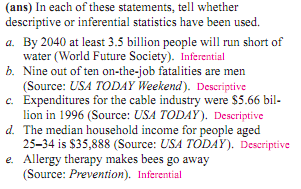 (ans) In each of these statements, tell whether
descriptive or inferential statistics have been used.
a. By 2040 at least 3.5 billion people will run short of
water (World Future Society). Inferential
b. Nine out of ten on-the-job fatalities are men
(Source: USA TODAY Weekend). Descriptive
c. Expenditures for the cable industry were $5.66 bil-
lion in 1996 (Source: USA TODAY). Descriptive
d. The median household income for people aged
25–34 is $35,888 (Source: USA TODAY). Descriptive
e. Allergy therapy makes bees go away
(Source: Prevention). Inferential